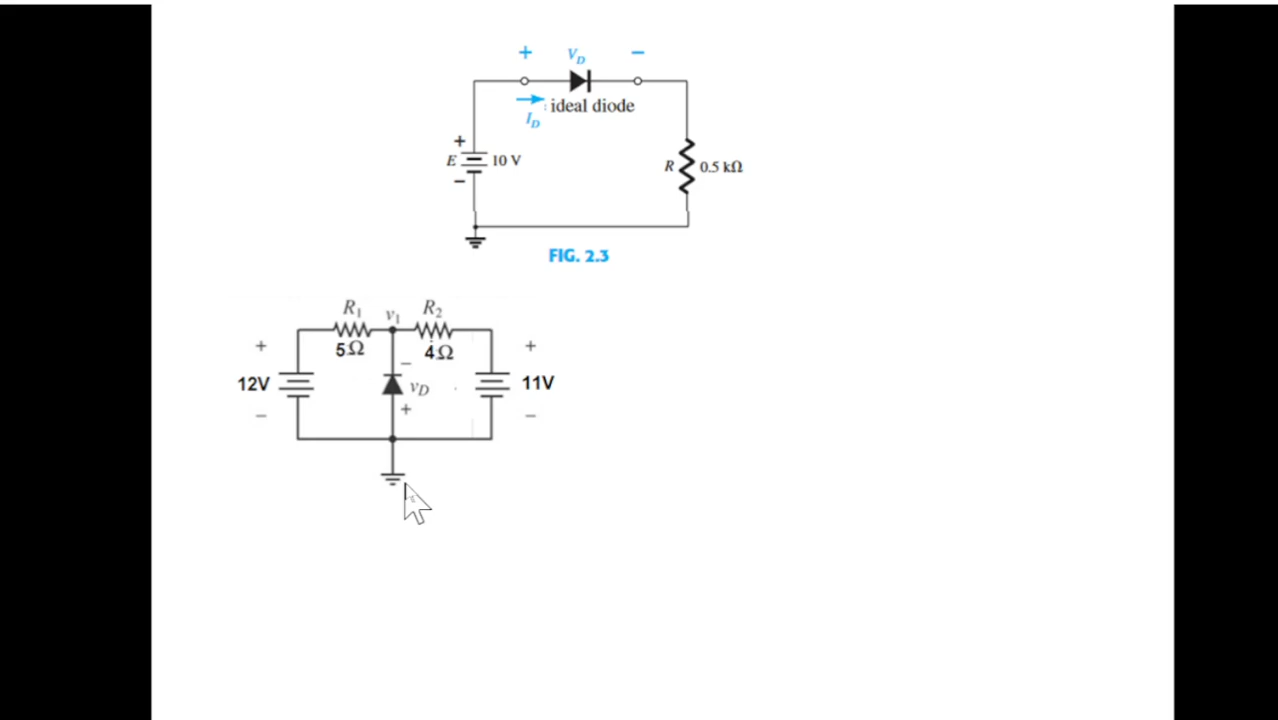 + V_D −
ideal diode
I_D
+
E 10 V
−
R 0.5 kΩ
FIG. 2.3
R₁ v₁ R₂
5Ω 4Ω
+ − +
12V v_D 11V
− + −